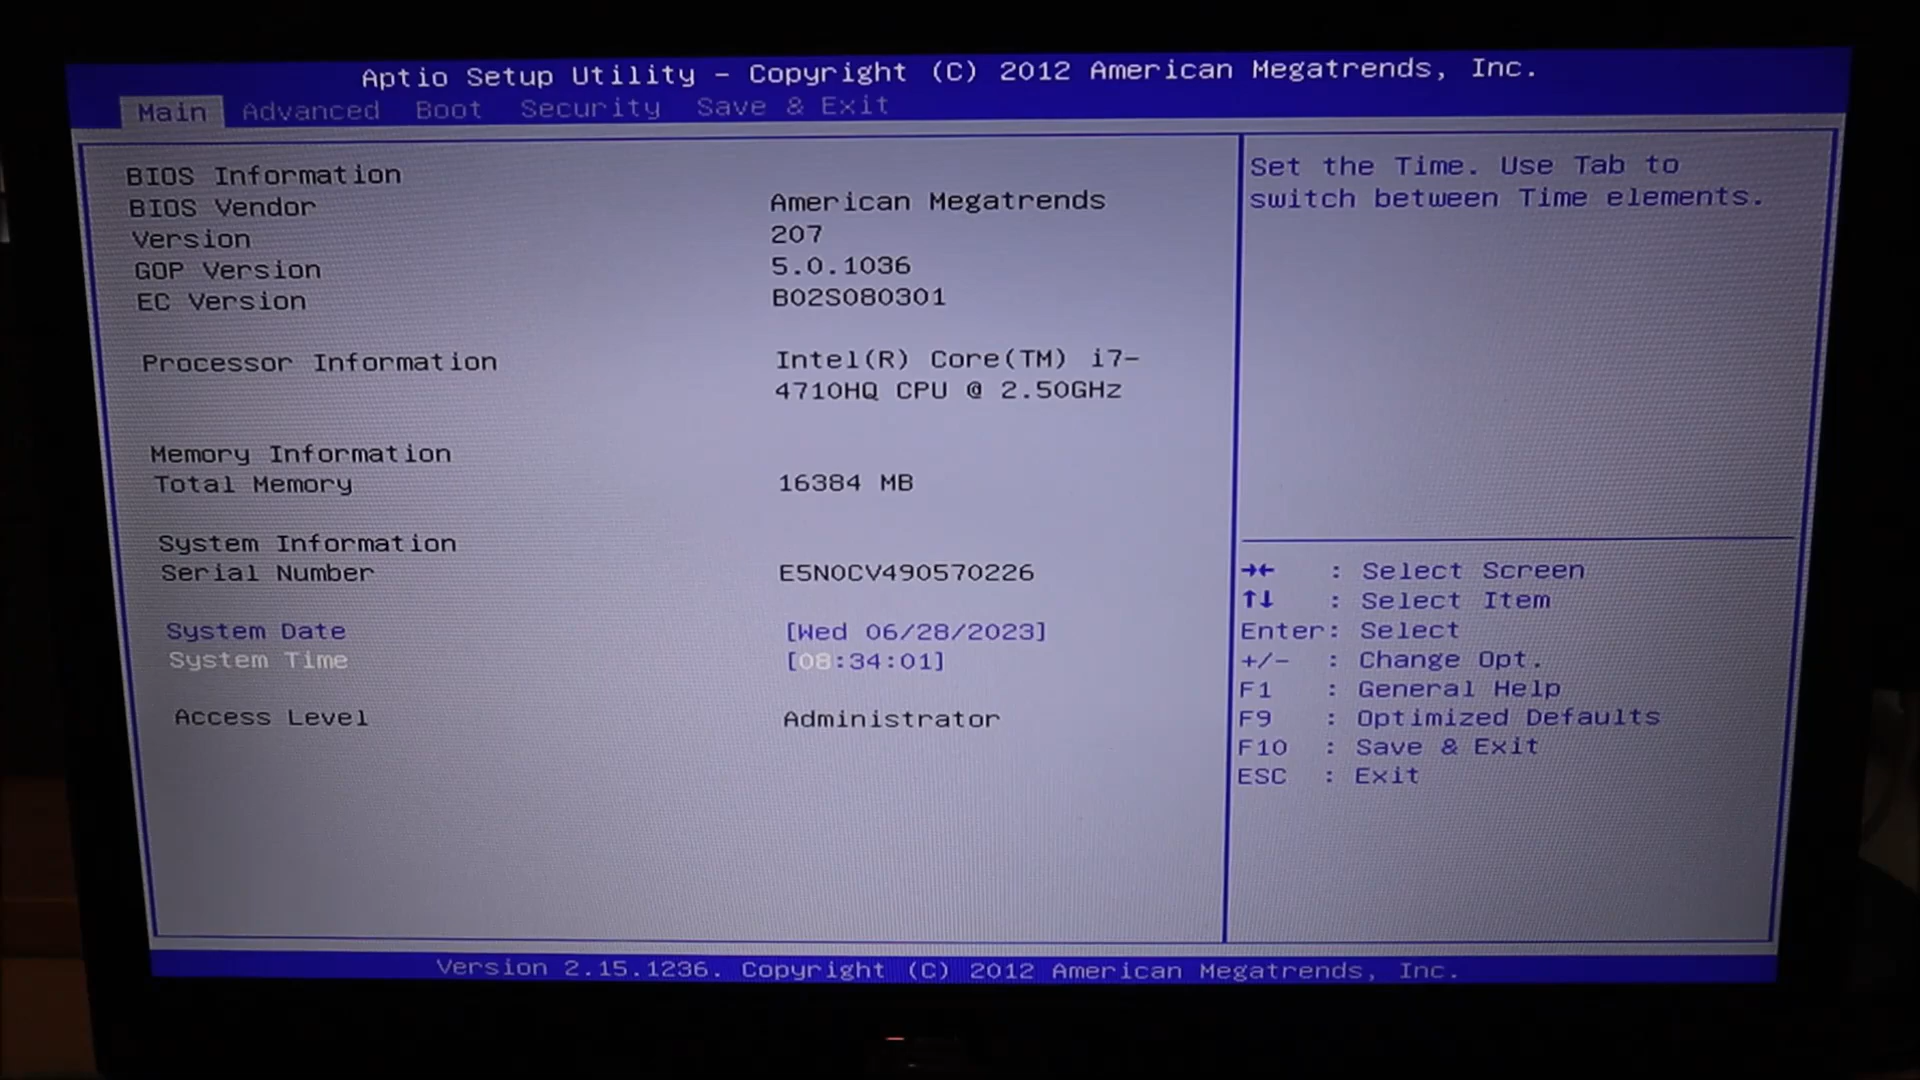 Aptio Setup Utility - Copyright (C) 2012 American Megatrends, Inc.
Main Advanced Boot Security Save & Exit
BIOS Information
BIOS Vendor American Megatrends
Version 207
GOP Version 5.0.1036
EC Version B02S080301
Processor Information Intel(R) Core(TM) i7-
4710HQ CPU @ 2.50GHz
Memory Information
Total Memory 16384 MB
System Information
Serial Number E5N0CV490570226
System Date [Wed 06/28/2023]
System Time [08:34:01]
Access Level Administrator
Set the Time. Use Tab to
switch between Time elements.
→← : Select Screen
↑↓ : Select Item
Enter: Select
+/- : Change Opt.
F1 : General Help
F9 : Optimized Defaults
F10 : Save & Exit
ESC : Exit
Version 2.15.1236. Copyright (C) 2012 American Megatrends, Inc.